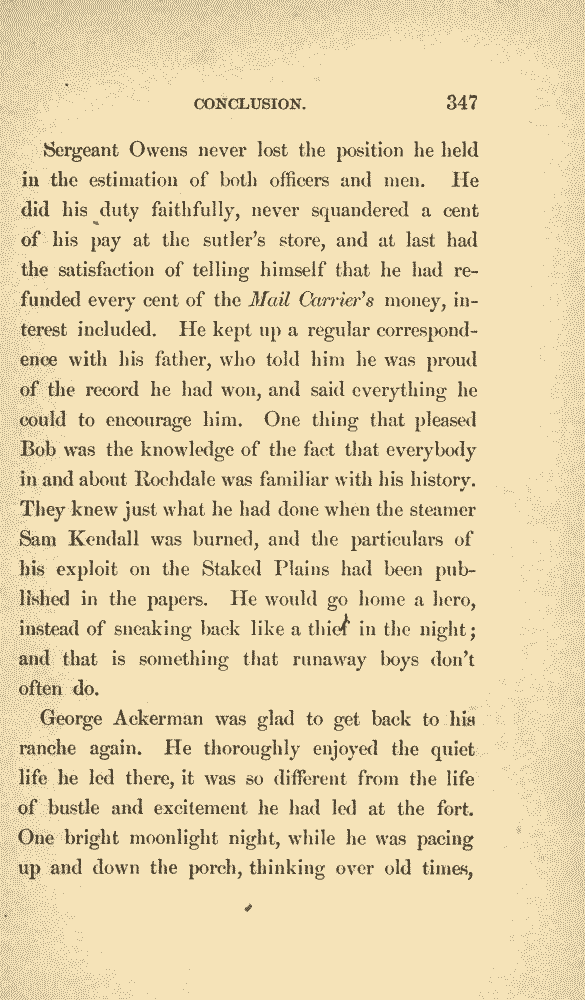 CONCLUSION. 347
Sergeant Owens never lost the position he held
in the estimation of both officers and men. He
did his duty faithfully, never squandered a cent
of his pay at the sutler's store, and at last had
the satisfaction of telling himself that he had re-
funded every cent of the Mail Carrier's money, in-
terest included. He kept up a regular correspond-
ence with his father, who told him he was proud
of the record he had won, and said everything he
could to encourage him. One thing that pleased
Bob was the knowledge of the fact that everybody
in and about Rochdale was familiar with his history.
They knew just what he had done when the steamer
Sam Kendall was burned, and the particulars of
his exploit on the Staked Plains had been pub-
lished in the papers. He would go home a hero,
instead of sneaking back like a thief in the night;
and that is something that runaway boys don't
often do.
George Ackerman was glad to get back to his
ranche again. He thoroughly enjoyed the quiet
life he led there, it was so different from the life
of bustle and excitement he had led at the fort.
One bright moonlight night, while he was pacing
up and down the porch, thinking over old times,